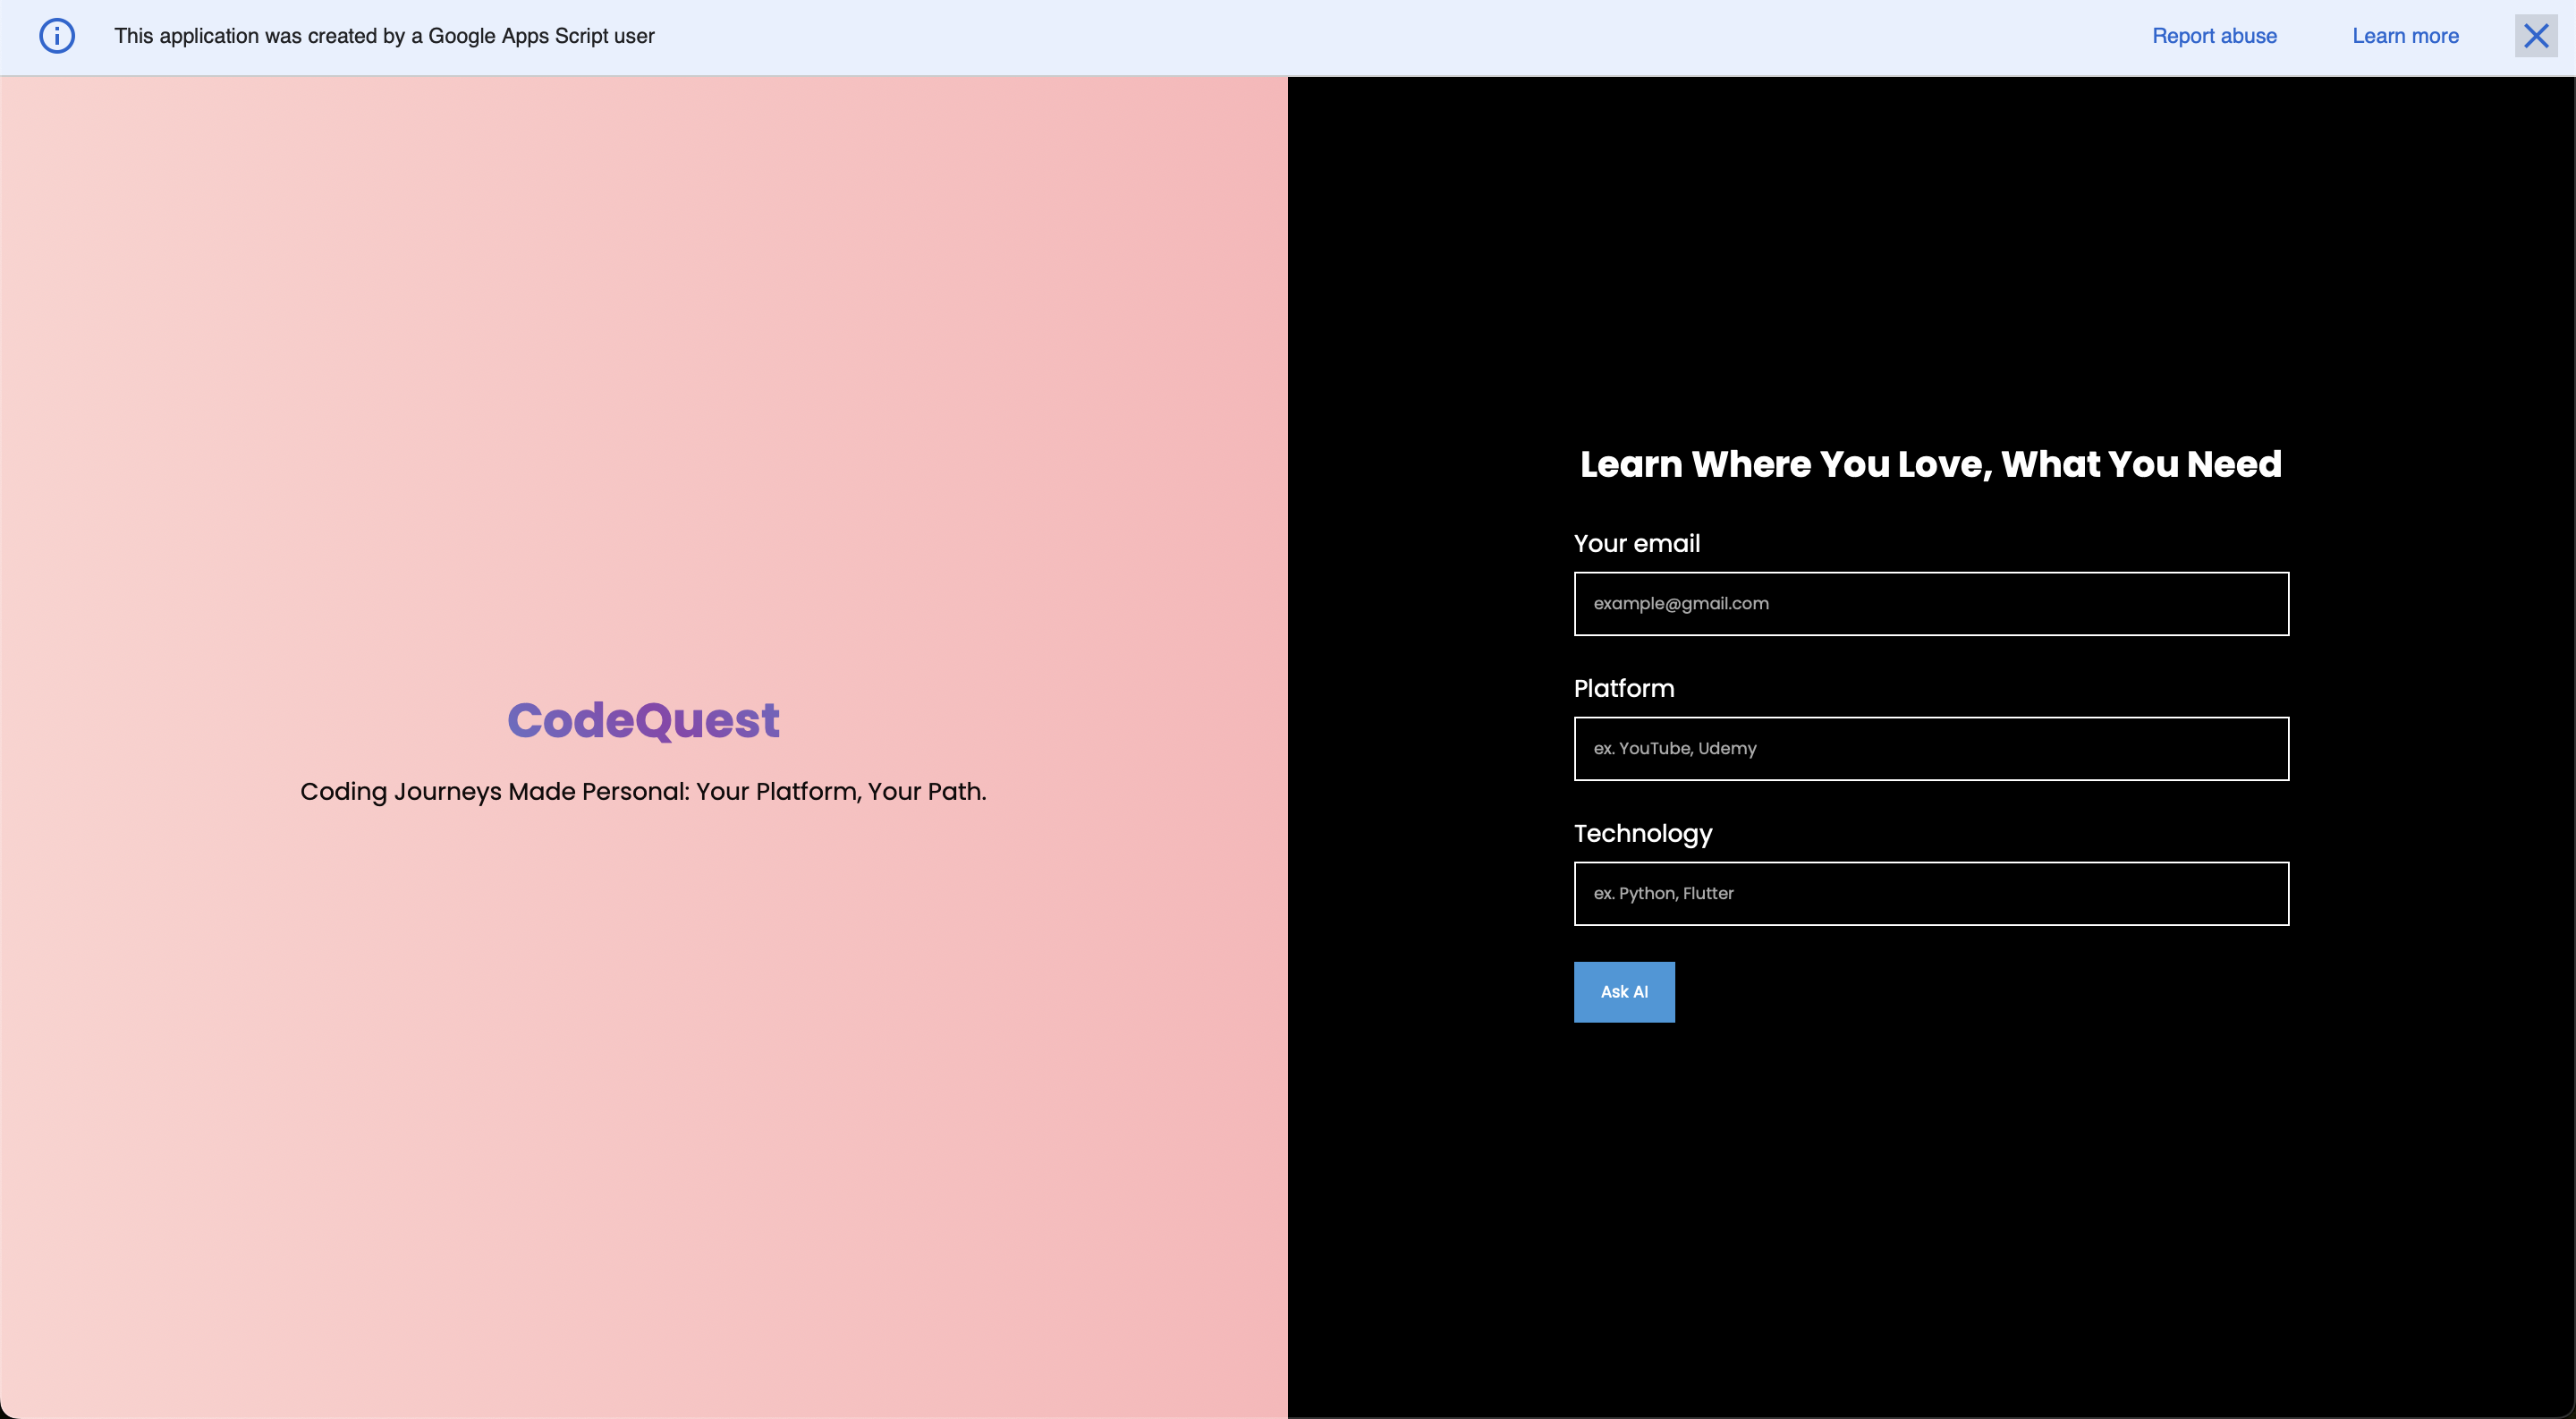 This application was created by a Google Apps Script user
Report abuse
Learn more
CodeQuest
Coding Journeys Made Personal: Your Platform, Your Path.
Learn Where You Love, What You Need
Your email
example@gmail.com
Platform
ex. YouTube, Udemy
Technology
ex. Python, Flutter
Ask AI